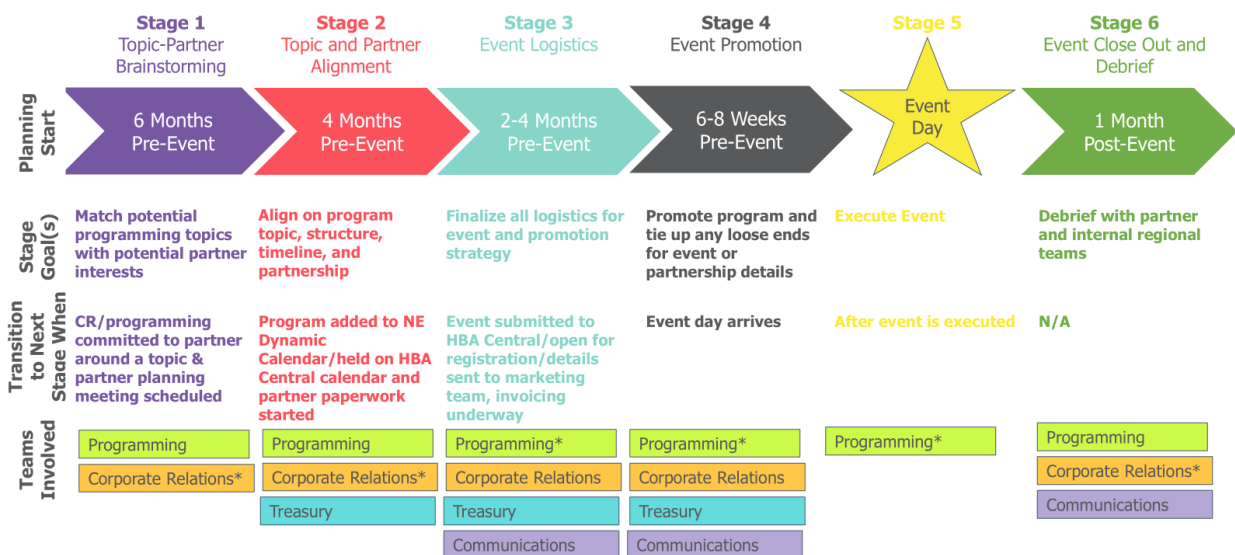 Stage 1
Topic-Partner
Brainstorming
Stage 2
Topic and Partner
Alignment
Stage 3
Event Logistics
Stage 4
Event Promotion
Stage 5
Stage 6
Event Close Out and
Debrief
Planning
Start
6 Months
Pre-Event
4 Months
Pre-Event
2-4 Months
Pre-Event
6-8 Weeks
Pre-Event
Event
Day
1 Month
Post-Event
Stage
Goal(s)
Match potential
programming topics
with potential partner
interests
Align on program
topic, structure,
timeline, and
partnership
Finalize all logistics for
event and promotion
strategy
Promote program and
tie up any loose ends
for event or
partnership details
Execute Event
Debrief with partner
and internal regional
teams
Transition
to Next
Stage When
CR/programming
committed to partner
around a topic &
partner planning
meeting scheduled
Program added to NE
Dynamic
Calendar/held on HBA
Central calendar and
partner paperwork
started
Event submitted to
HBA Central/open for
registration/details
sent to marketing
team, invoicing
underway
Event day arrives
After event is executed
N/A
Teams
Involved
Programming
Corporate Relations*
Programming
Corporate Relations*
Treasury
Programming*
Corporate Relations
Treasury
Communications
Programming*
Corporate Relations
Treasury
Communications
Programming*
Programming
Corporate Relations*
Communications